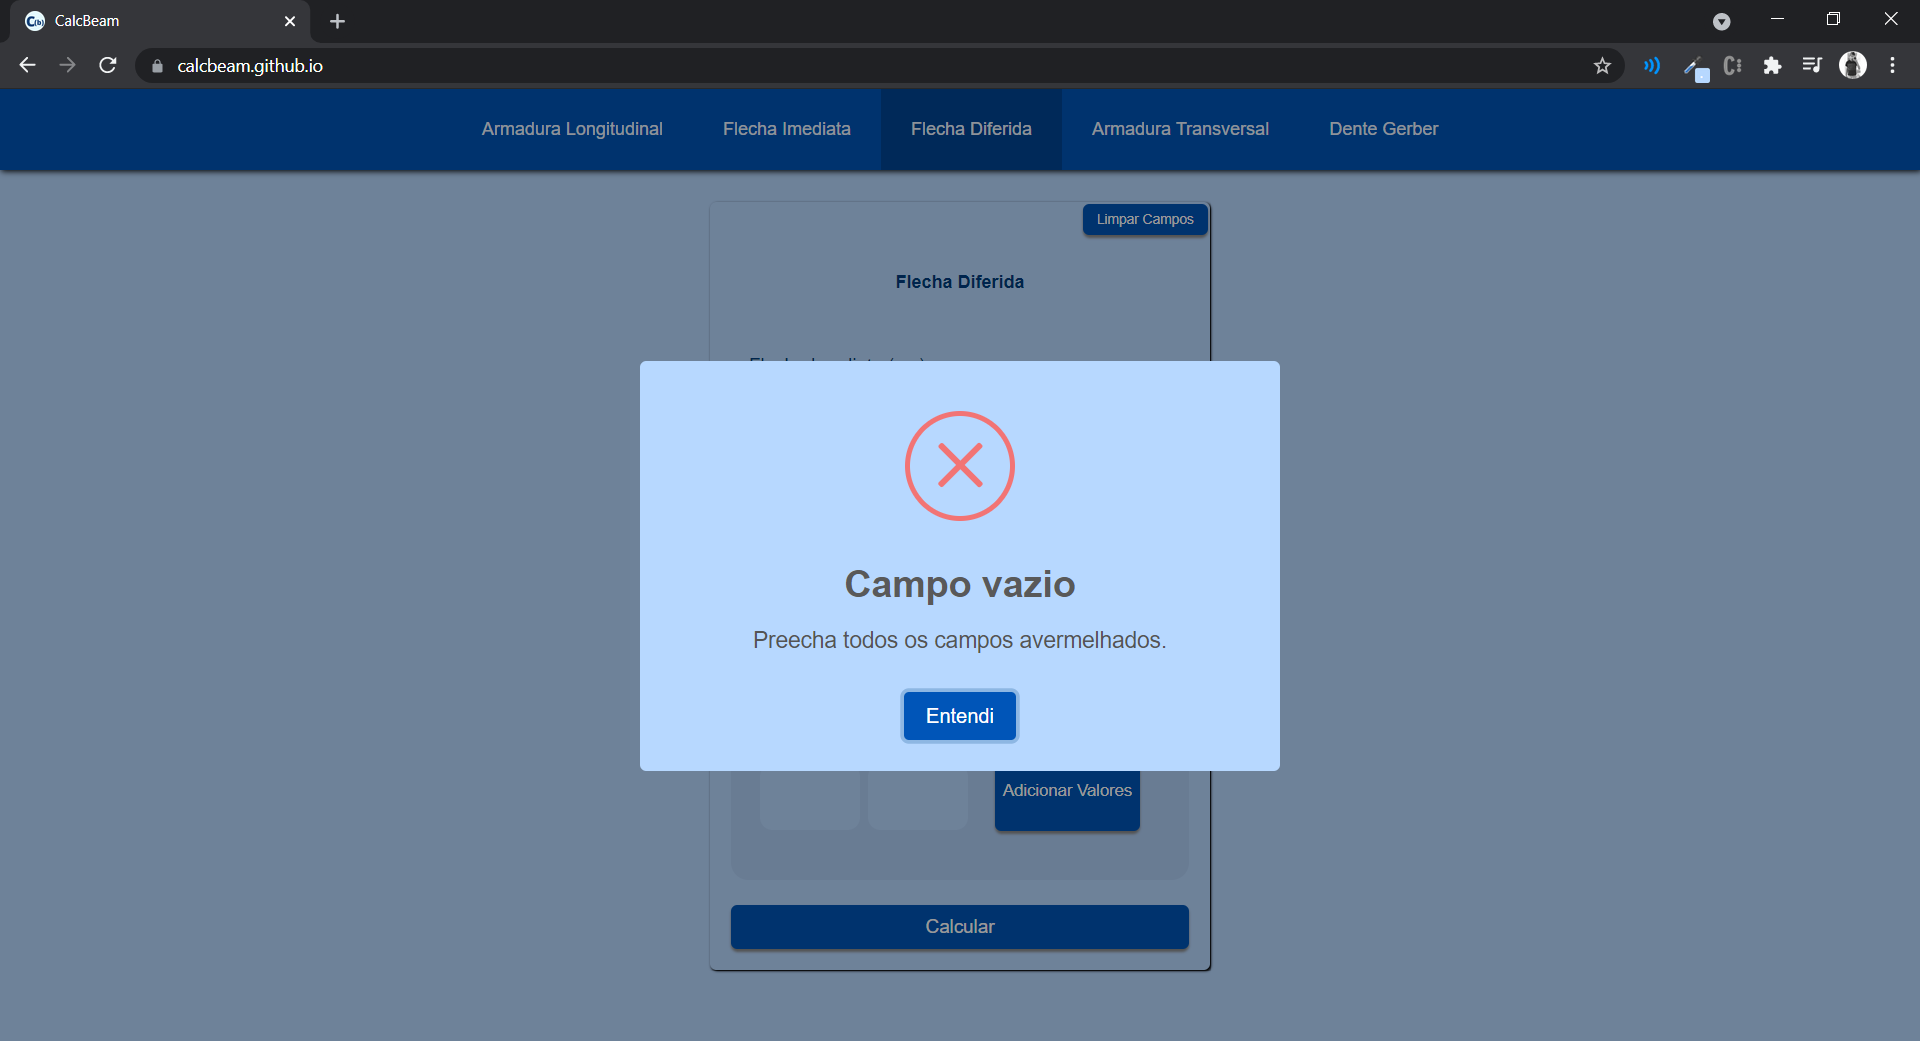 CalcBeam
calcbeam.github.io
Armadura Longitudinal Flecha Imediata Flecha Diferida Armadura Transversal Dente Gerber
Limpar Campos
Flecha Diferida
Campo vazio
Preecha todos os campos avermelhados.
Entendi
Adicionar Valores
Calcular